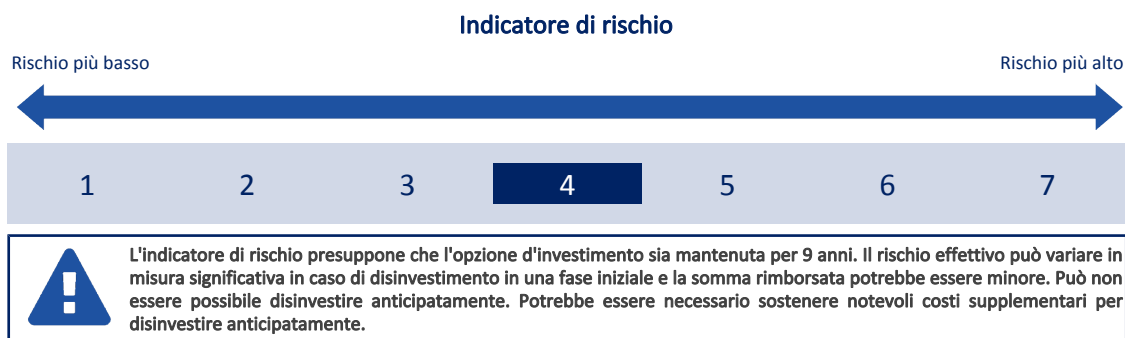 Indicatore di rischio
Rischio più basso
Rischio più alto
1 2 3 4 5 6 7
L'indicatore di rischio presuppone che l'opzione d'investimento sia mantenuta per 9 anni. Il rischio effettivo può variare in
misura significativa in caso di disinvestimento in una fase iniziale e la somma rimborsata potrebbe essere minore. Può non
essere possibile disinvestire anticipatamente. Potrebbe essere necessario sostenere notevoli costi supplementari per
disinvestire anticipatamente.